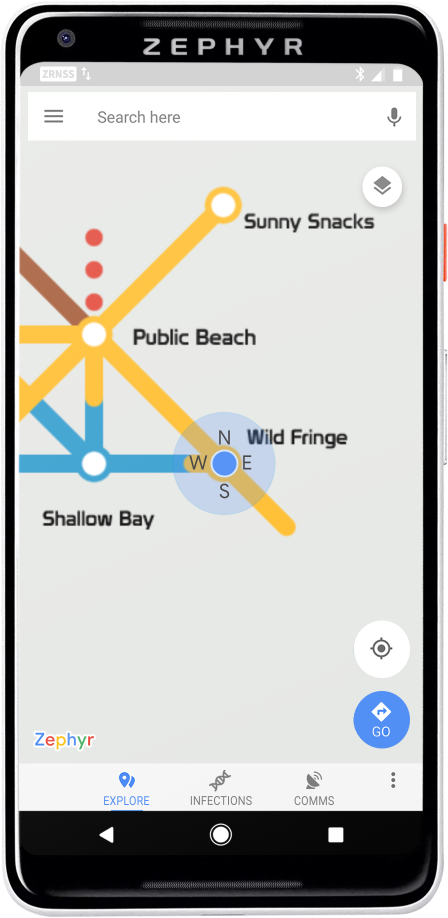 ZEPHYR
ZRNSS
Search here
Sunny Snacks
Public Beach
N
Wild Fringe
W E
S
Shallow Bay
GO
Zephyr
EXPLORE INFECTIONS COMMS